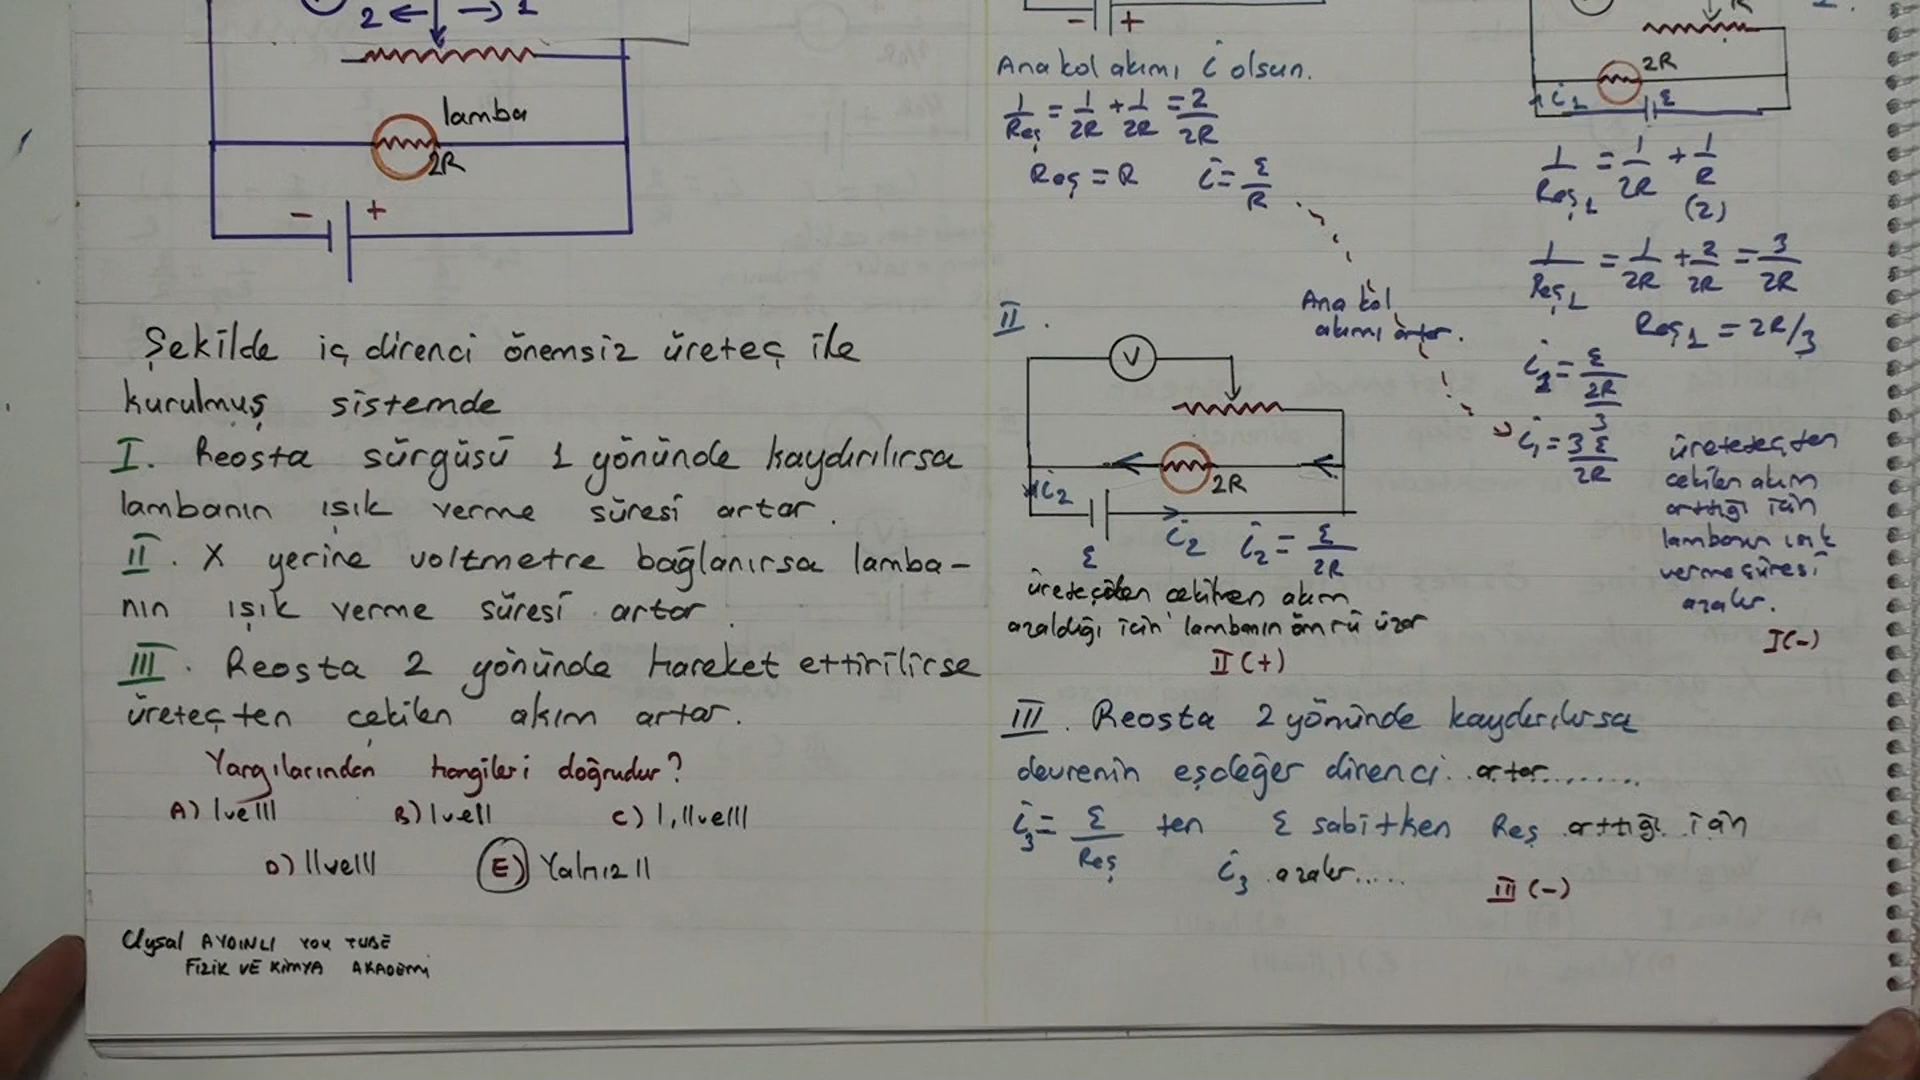 2 ← → 1
lamba
2R
- +
Şekilde iç direnci önemsiz üreteç ile
kurulmuş sistemde
I. Reosta sürgüsü 1 yönünde kaydırılırsa
lambanın ışık verme süresi artar.
II. X yerine voltmetre bağlanırsa lamba-
nın ışık verme süresi artar.
III. Reosta 2 yönünde hareket ettirilirse
üreteçten çekilen akım artar.
Yargılarından hangileri doğrudur?
A) I ve III B) I ve II C) I, II ve III
D) II ve III E) Yalnız II
Uysal AYDINLI YOU TUBE
FİZİK VE KİMYA AKADEMİ
- +
Ana kol akımı i olsun.
1/Reş = 1/2R + 1/2R = 2/2R
Reş = R i = Ɛ/R
Ana kol
akımı artar.
II.
V
2R
i2
Ɛ i2 i2 = Ɛ/2R
üreteçden çekilen akım
azaldığı için lambanın ömrü uzar
II (+)
R
2R
i1 Ɛ
1/Reş1 = 1/2R + 1/R
(2)
1/Reş1 = 1/2R + 2/2R = 3/2R
Reş1 = 2R/3
i1 = Ɛ/2R/3
i1 = 3Ɛ/2R
üreteçten
çekilen akım
arttığı için
lambanın ışık
verme süresi
azalır.
I (-)
III. Reosta 2 yönünde kaydırılırsa
devrenin eşdeğer direnci artar.........
i3 = Ɛ/Reş ten Ɛ sabitken Reş arttığı için
i3 azalır..... III (-)